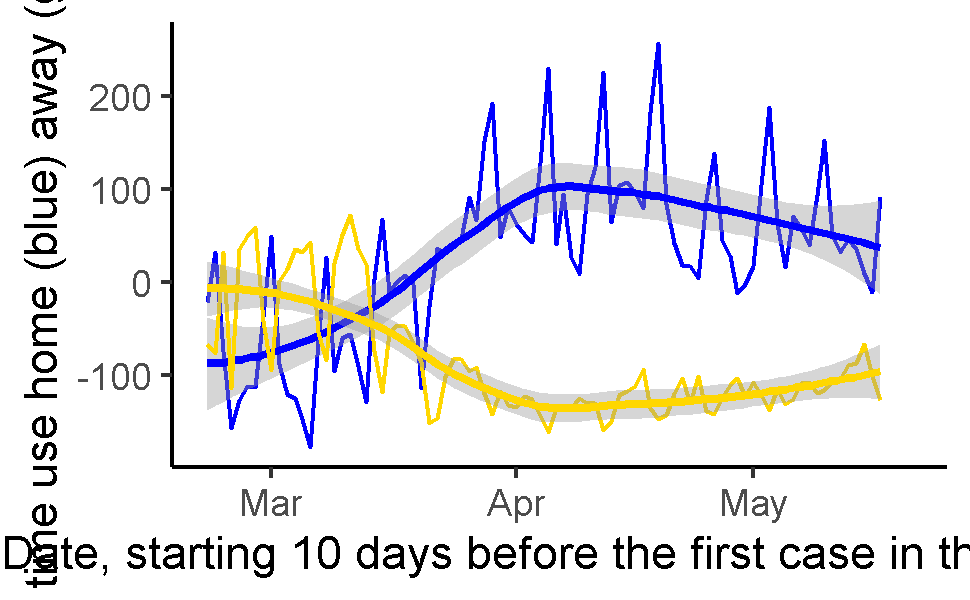 time use home (blue) away (
200
100
0
-100
Mar Apr May
Date, starting 10 days before the first case in th